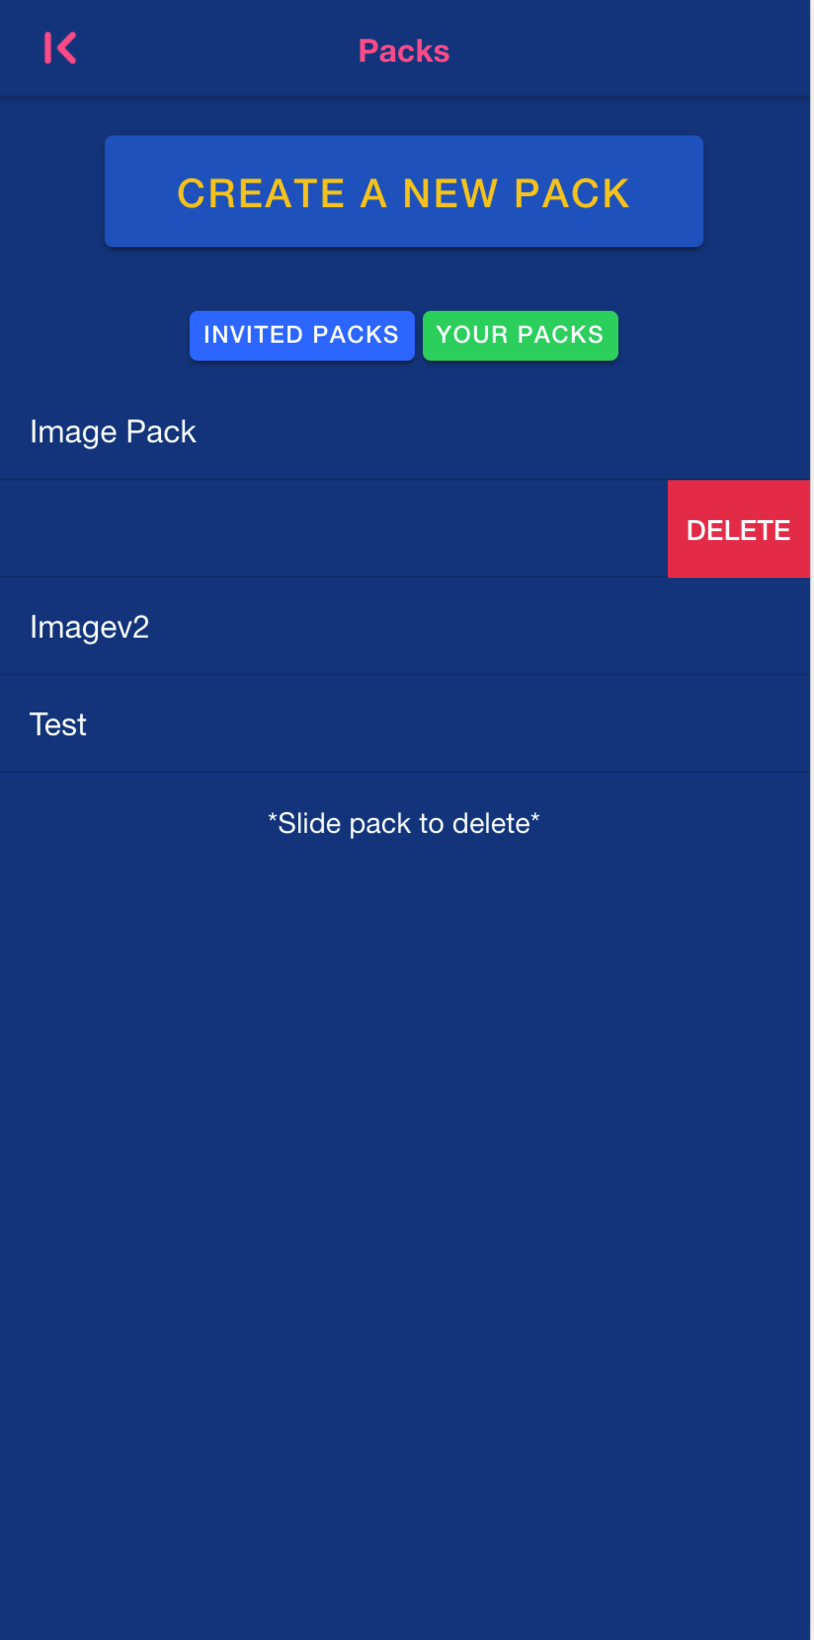 Packs
CREATE A NEW PACK
INVITED PACKS YOUR PACKS
Image Pack
DELETE
Imagev2
Test
*Slide pack to delete*